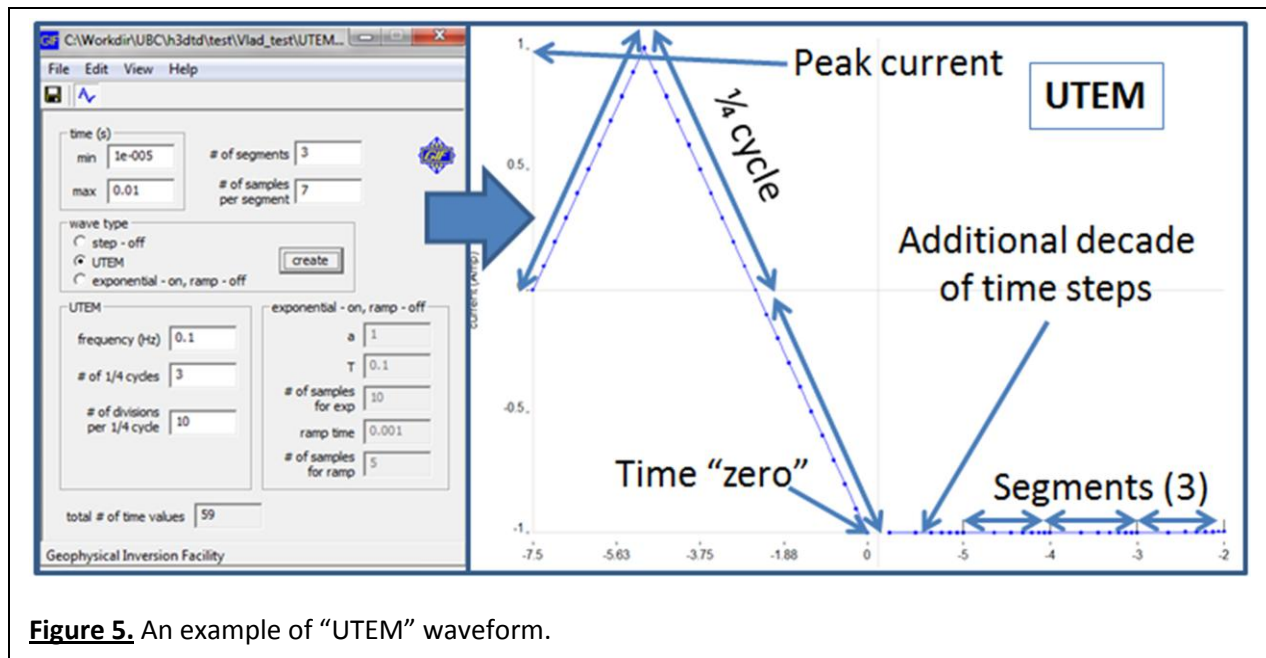 GIF C:\Workdir\UBC\h3dtd\test\Vlad_test\UTEM...
File Edit View Help
time (s)
min 1e-005
max 0.01
# of segments 3
# of samples
per segment 7
GIF
wave type
step - off
UTEM
exponential - on, ramp - off
create
UTEM
frequency (Hz) 0.1
# of 1/4 cycles 3
# of divisions
per 1/4 cycle 10
exponential - on, ramp - off
a 1
T 0.1
# of samples
for exp 10
ramp time 0.001
# of samples
for ramp 5
total # of time values 59
Geophysical Inversion Facility
Peak current
UTEM
¼ cycle
Additional decade
of time steps
Time “zero”
Segments (3)
current (Amp)
1
0.5
-0.5
-1
-7.5 -5.63 -3.75 -1.88 0 -5 -4 -3 -2
Figure 5. An example of “UTEM” waveform.